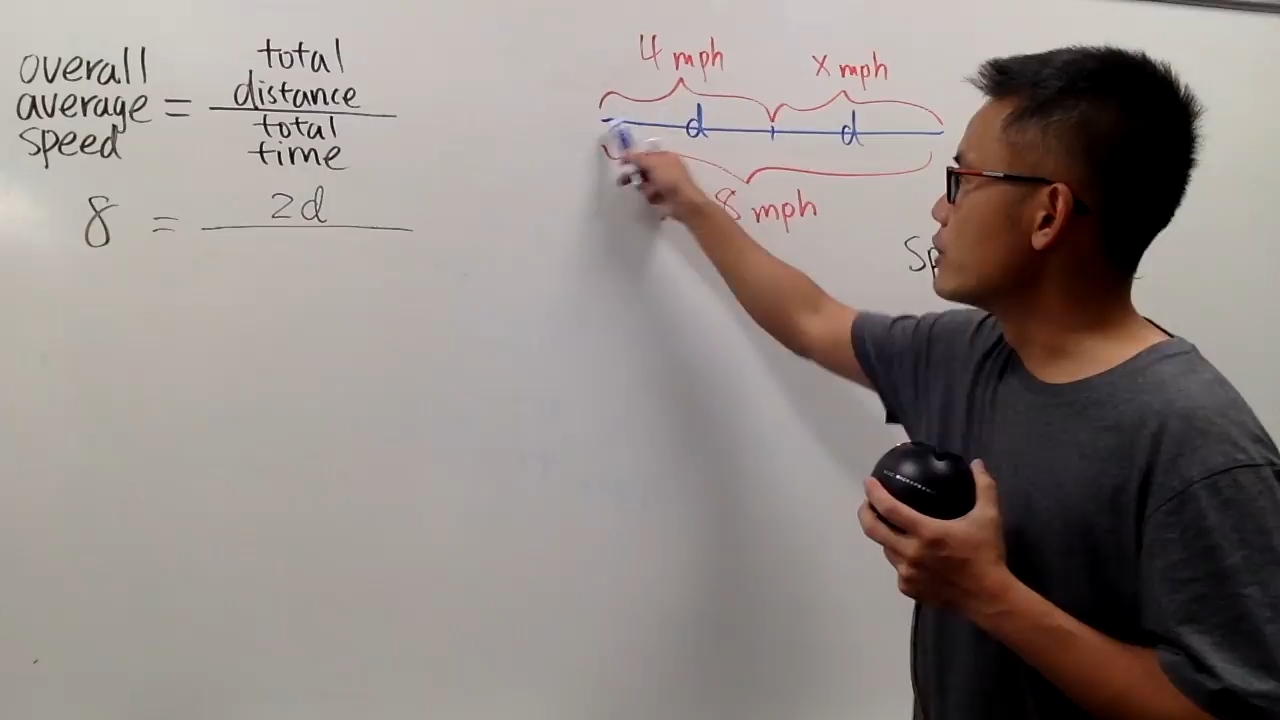 overall
average =
speed
total
distance
total
time
8 = 2d
4 mph
x mph
d
d
8 mph
Sp